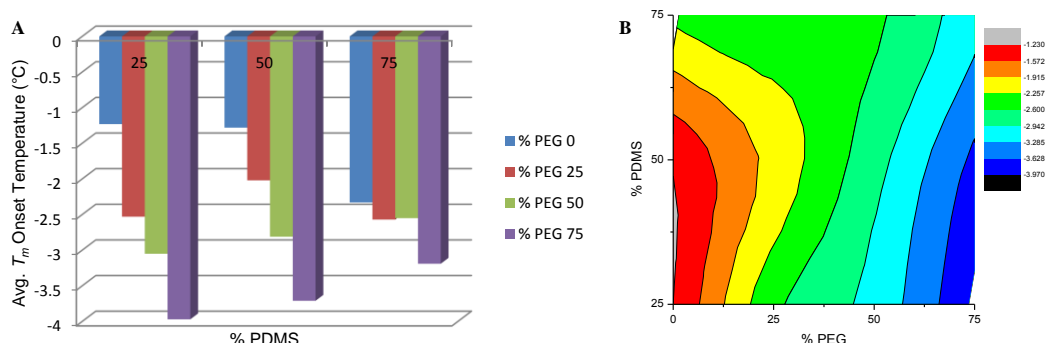 A
Avg. Tm Onset Temperature (°C)
0
-0.5
-1
-1.5
-2
-2.5
-3
-3.5
-4
25
50
75
% PDMS
% PEG 0
% PEG 25
% PEG 50
% PEG 75
B
% PDMS
75
50
25
0
25
50
75
% PEG
-1.230
-1.572
-1.915
-2.257
-2.600
-2.942
-3.285
-3.628
-3.970